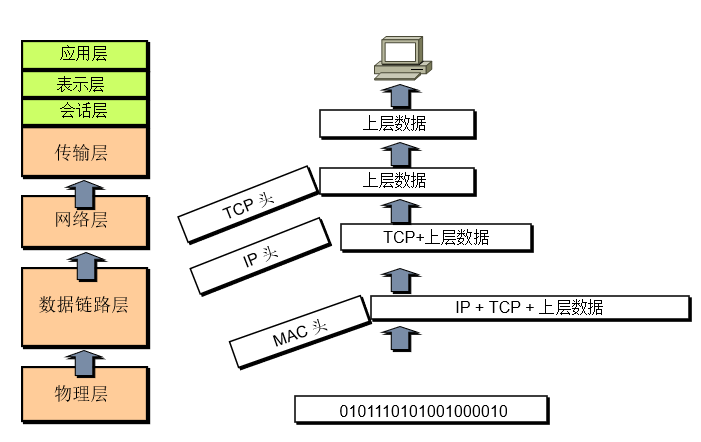 应用层
表示层
会话层
传输层
网络层
数据链路层
物理层
上层数据
上层数据
TCP 头
TCP+上层数据
IP 头
IP + TCP + 上层数据
MAC 头
0101110101001000010